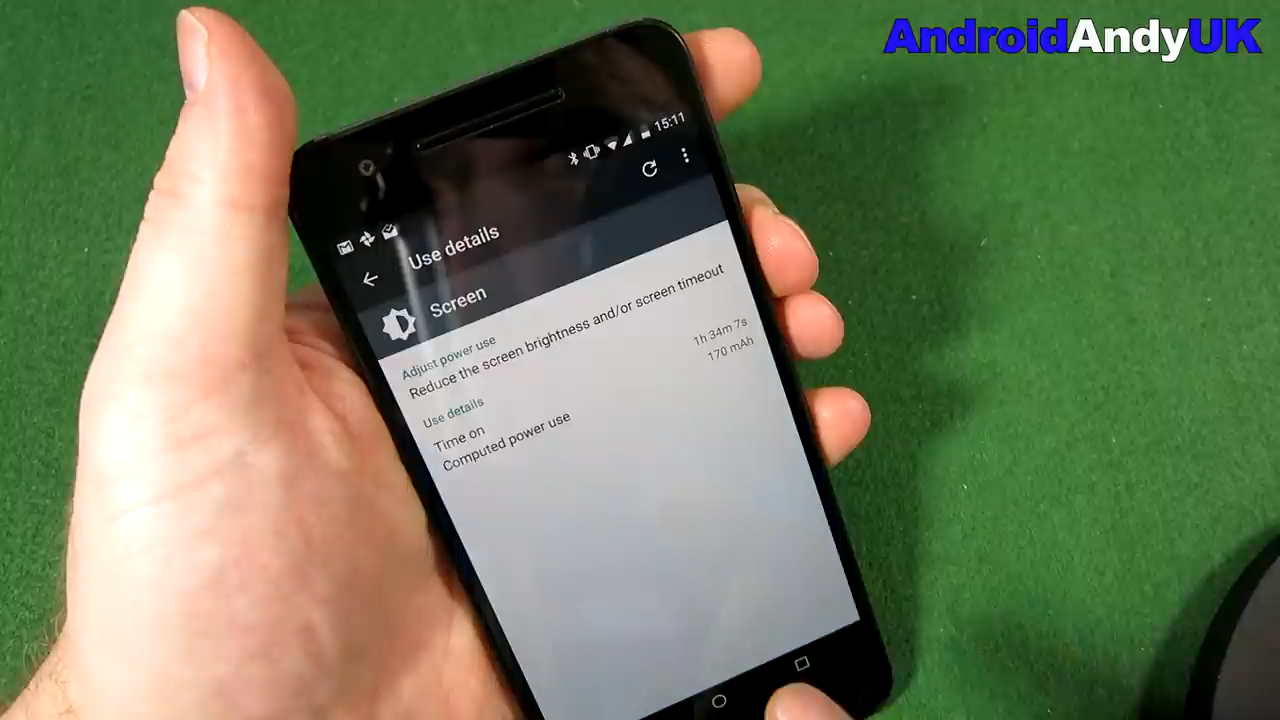 AndroidAndyUK
15:11
Use details
Screen
Adjust power use
Reduce the screen brightness and/or screen timeout
Use details
Time on 1h 34m 7s
Computed power use 170 mAh